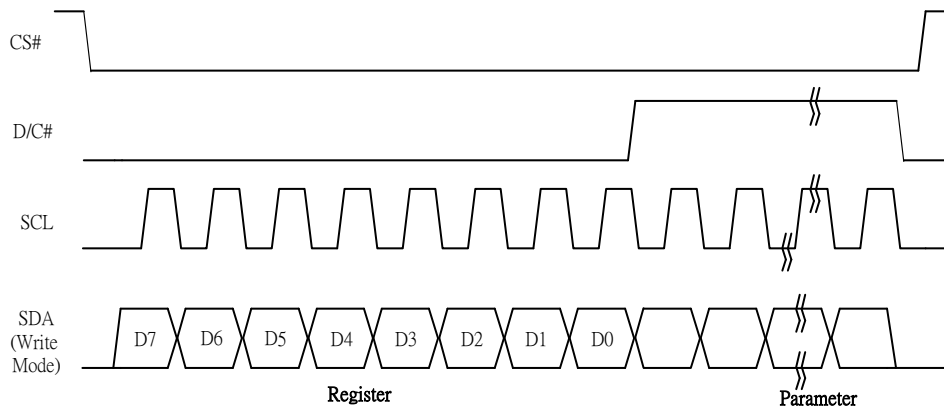 CS#
D/C#
SCL
SDA
(Write
Mode)
D7 D6 D5 D4 D3 D2 D1 D0
Register
Parameter